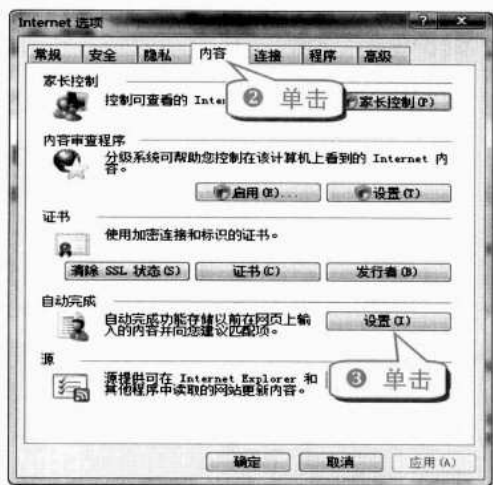 Internet 选项
常规 安全 隐私 内容 连接 程序 高级
家长控制
控制可查看的 Inte
❷ 单击
家长控制(P)
内容审查程序
分级系统可帮助您控制在该计算机上看到的 Internet 内
容。
启用(E)... 设置(T)
证书
使用加密连接和标识的证书。
清除 SSL 状态(S) 证书(C) 发行者(B)
自动完成
自动完成功能存储以前在网页上输
入的内容并向您建议匹配项。
设置(I)
源
源提供可在 Internet Explorer 和
其他程序中读取的网站更新内容。
❸ 单击
确定 取消 应用(A)